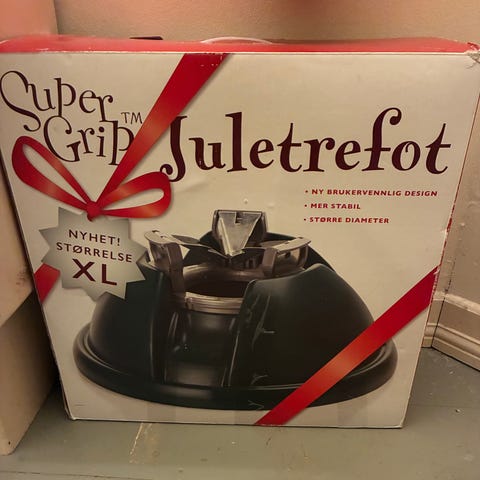 Super
Grip™
Juletrefot
• NY BRUKERVENNLIG DESIGN
• MER STABIL
• STØRRE DIAMETER
NYHET!
STØRRELSE
XL